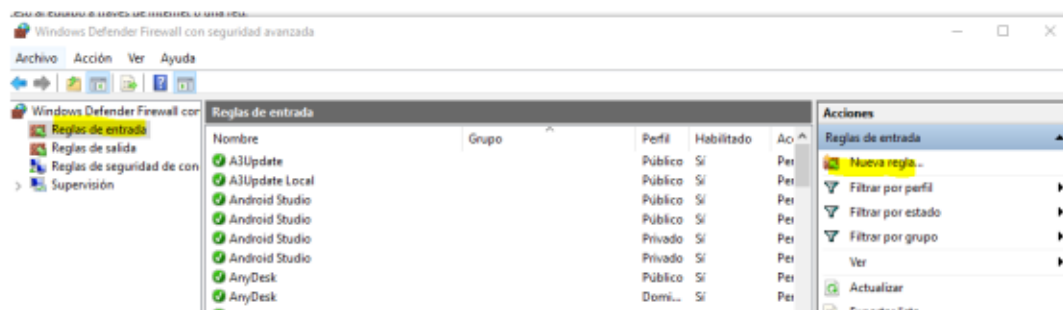 Windows Defender Firewall con seguridad avanzada
Archivo Acción Ver Ayuda
Windows Defender Firewall cor
Reglas de entrada
Reglas de salida
Reglas de seguridad de con
Supervisión
Reglas de entrada
Nombre Grupo Perfil Habilitado Acc
A3Update Público Sí Per
A3Update Local Público Sí Per
Android Studio Público Sí Per
Android Studio Público Sí Per
Android Studio Privado Sí Per
Android Studio Privado Sí Per
AnyDesk Público Sí Per
AnyDesk Domi... Sí Per
Acciones
Reglas de entrada
Nueva regla...
Filtrar por perfil
Filtrar por estado
Filtrar por grupo
Ver
Actualizar